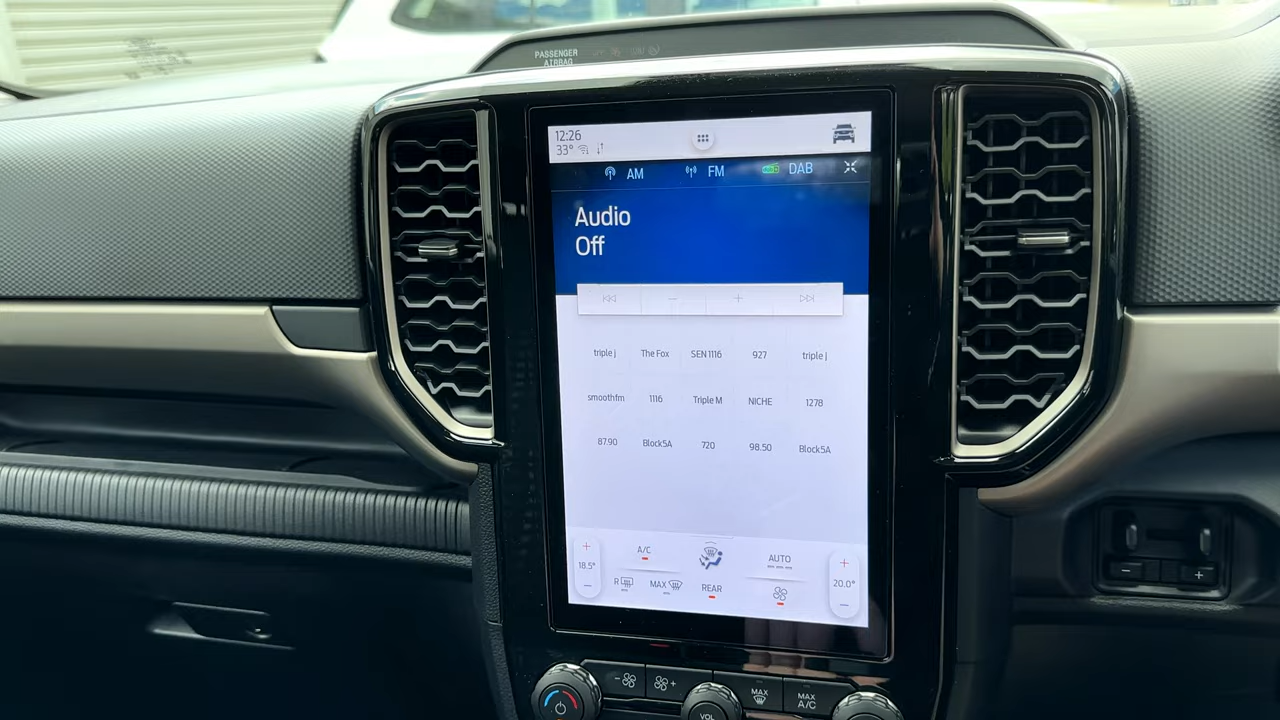 PASSENGER
AIRBAG
12:26
33°
AM FM DAB
Audio
Off
triple j The Fox SEN 1116 927 triple j
smoothfm 1116 Triple M NICHE 1278
87.90 Block5A 720 98.50 Block5A
+ A/C AUTO +
18.5° 20.0°
− R MAX REAR −
− +
− +
MAX MAX
A/C
VOL